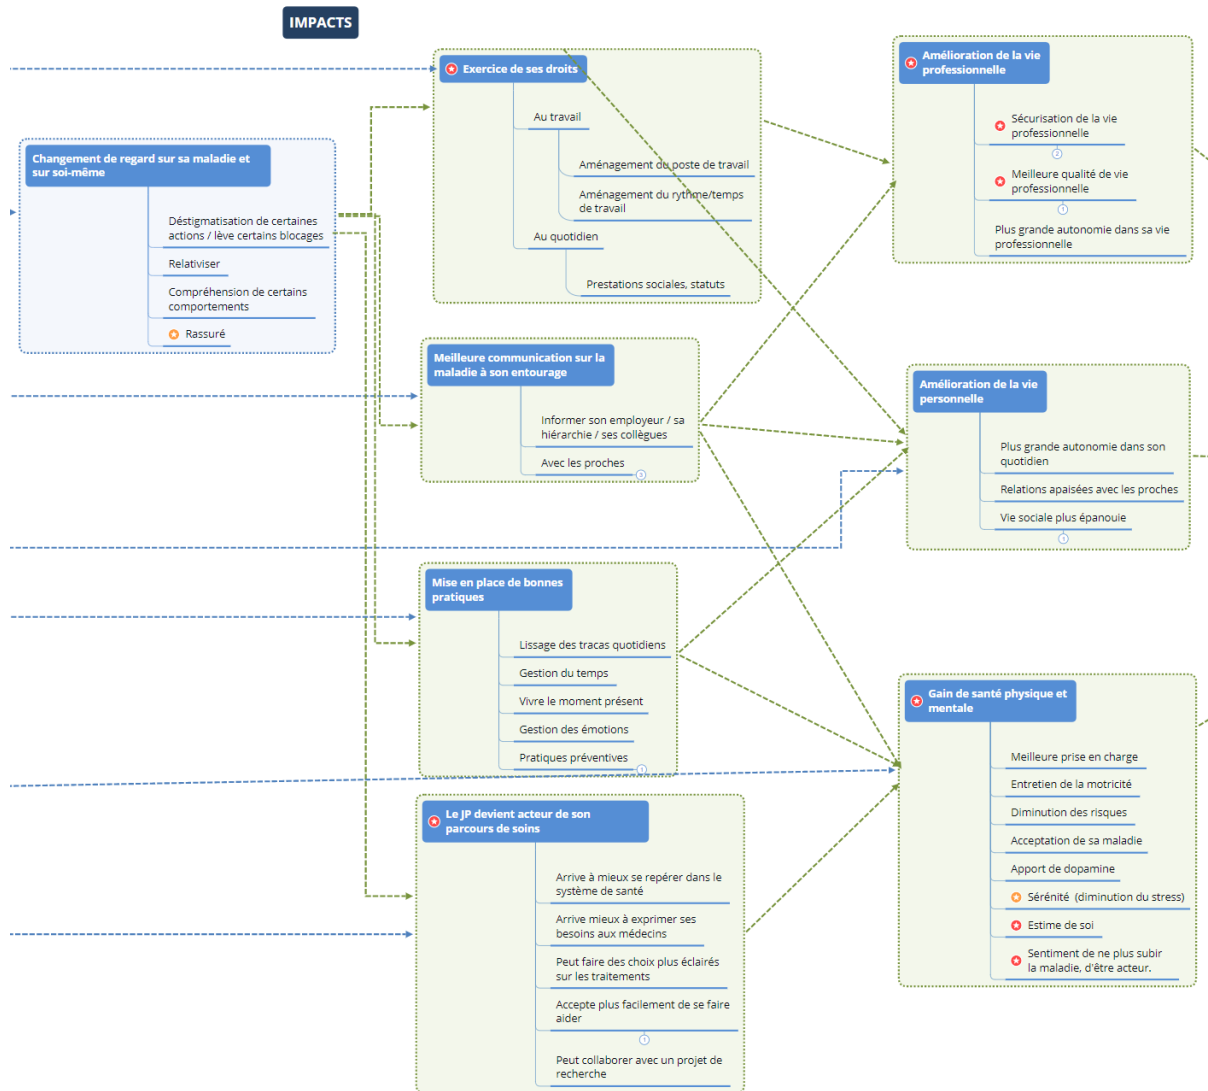 IMPACTS
Changement de regard sur sa maladie et
sur soi-même
Déstigmatisation de certaines
actions / lève certains blocages
Relativiser
Compréhension de certains
comportements
Rassuré
Exercice de ses droits
Au travail
Aménagement du poste de travail
Aménagement du rythme/temps
de travail
Au quotidien
Prestations sociales, statuts
Meilleure communication sur la
maladie à son entourage
Informer son employeur / sa
hiérarchie / ses collègues
Avec les proches
3
Mise en place de bonnes
pratiques
Lissage des tracas quotidiens
Gestion du temps
Vivre le moment présent
Gestion des émotions
Pratiques préventives
1
Le JP devient acteur de son
parcours de soins
Arrive à mieux se repérer dans le
système de santé
Arrive mieux à exprimer ses
besoins aux médecins
Peut faire des choix plus éclairés
sur les traitements
Accepte plus facilement de se faire
aider
1
Peut collaborer avec un projet de
recherche
Amélioration de la vie
professionnelle
Sécurisation de la vie
professionnelle
2
Meilleure qualité de vie
professionnelle
1
Plus grande autonomie dans sa vie
professionnelle
Amélioration de la vie
personnelle
Plus grande autonomie dans son
quotidien
Relations apaisées avec les proches
Vie sociale plus épanouie
1
Gain de santé physique et
mentale
Meilleure prise en charge
Entretien de la motricité
Diminution des risques
Acceptation de sa maladie
Apport de dopamine
Sérénité (diminution du stress)
Estime de soi
Sentiment de ne plus subir
la maladie, d'être acteur.